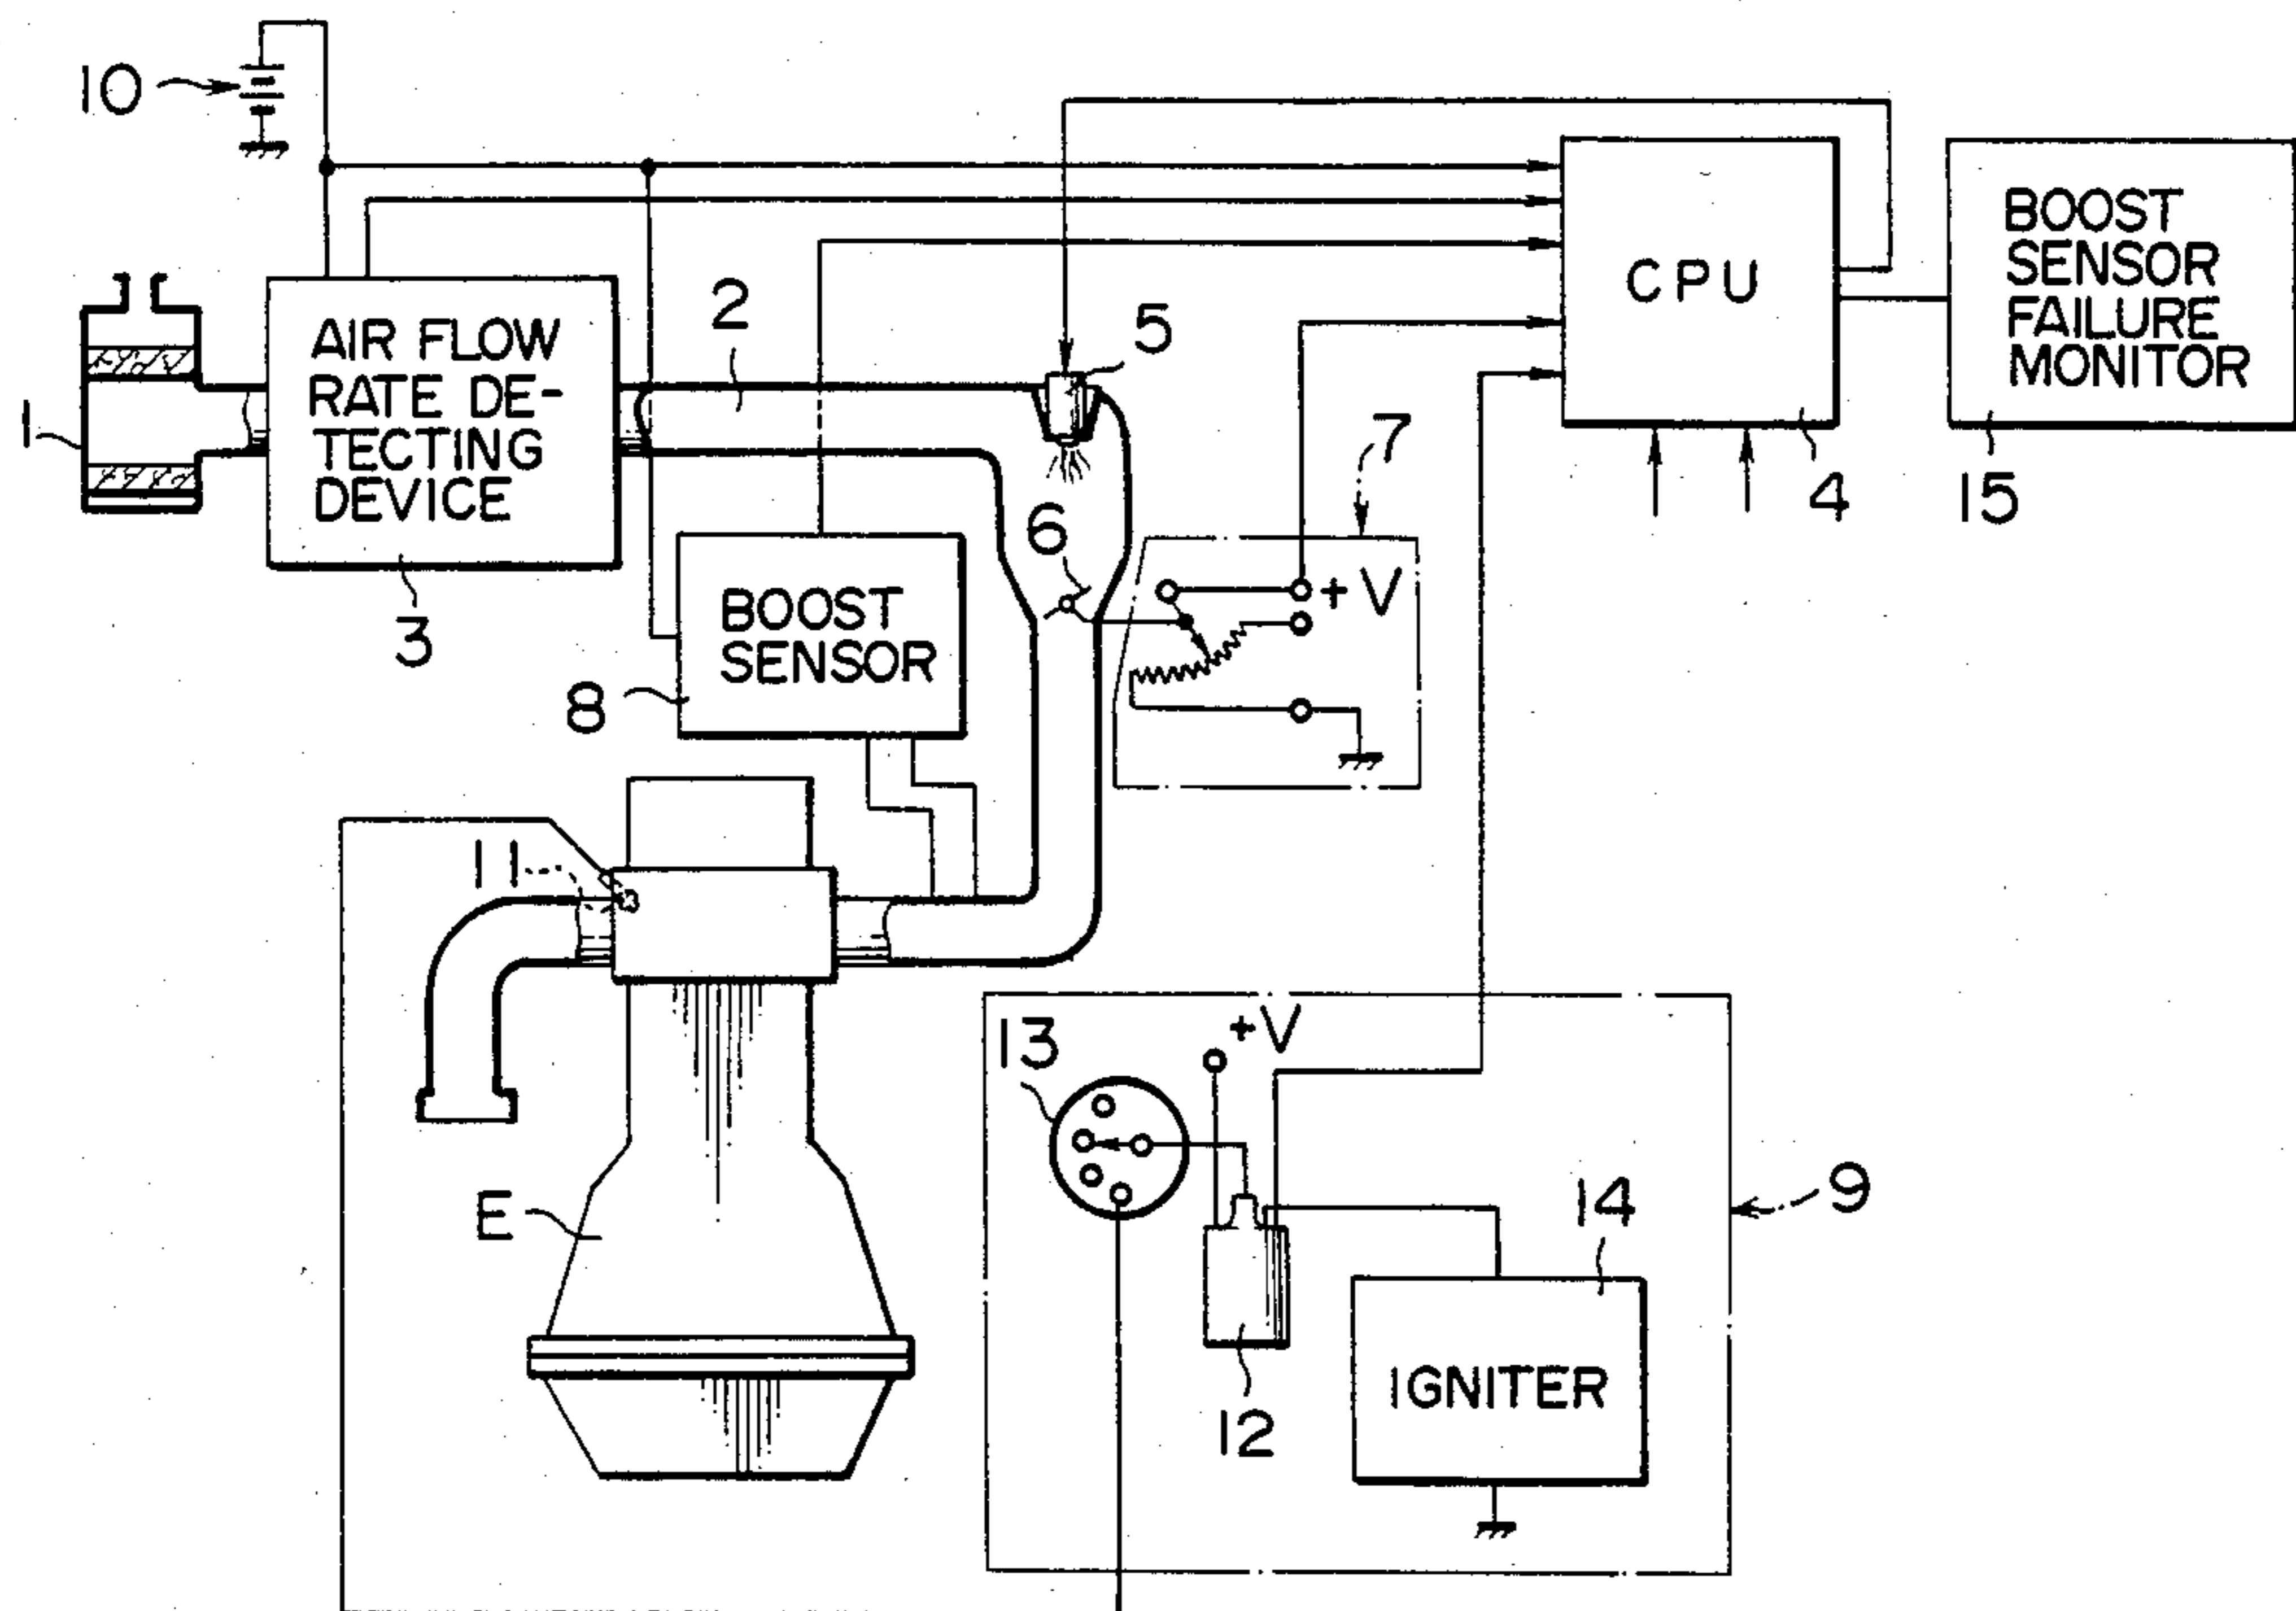 10
AIR FLOW
RATE DE-
TECTING
DEVICE
1
2
3
5
CPU
4
BOOST
SENSOR
FAILURE
MONITOR
15
6
7
+V
BOOST
SENSOR
8
11
E
13
+V
12
14
IGNITER
9